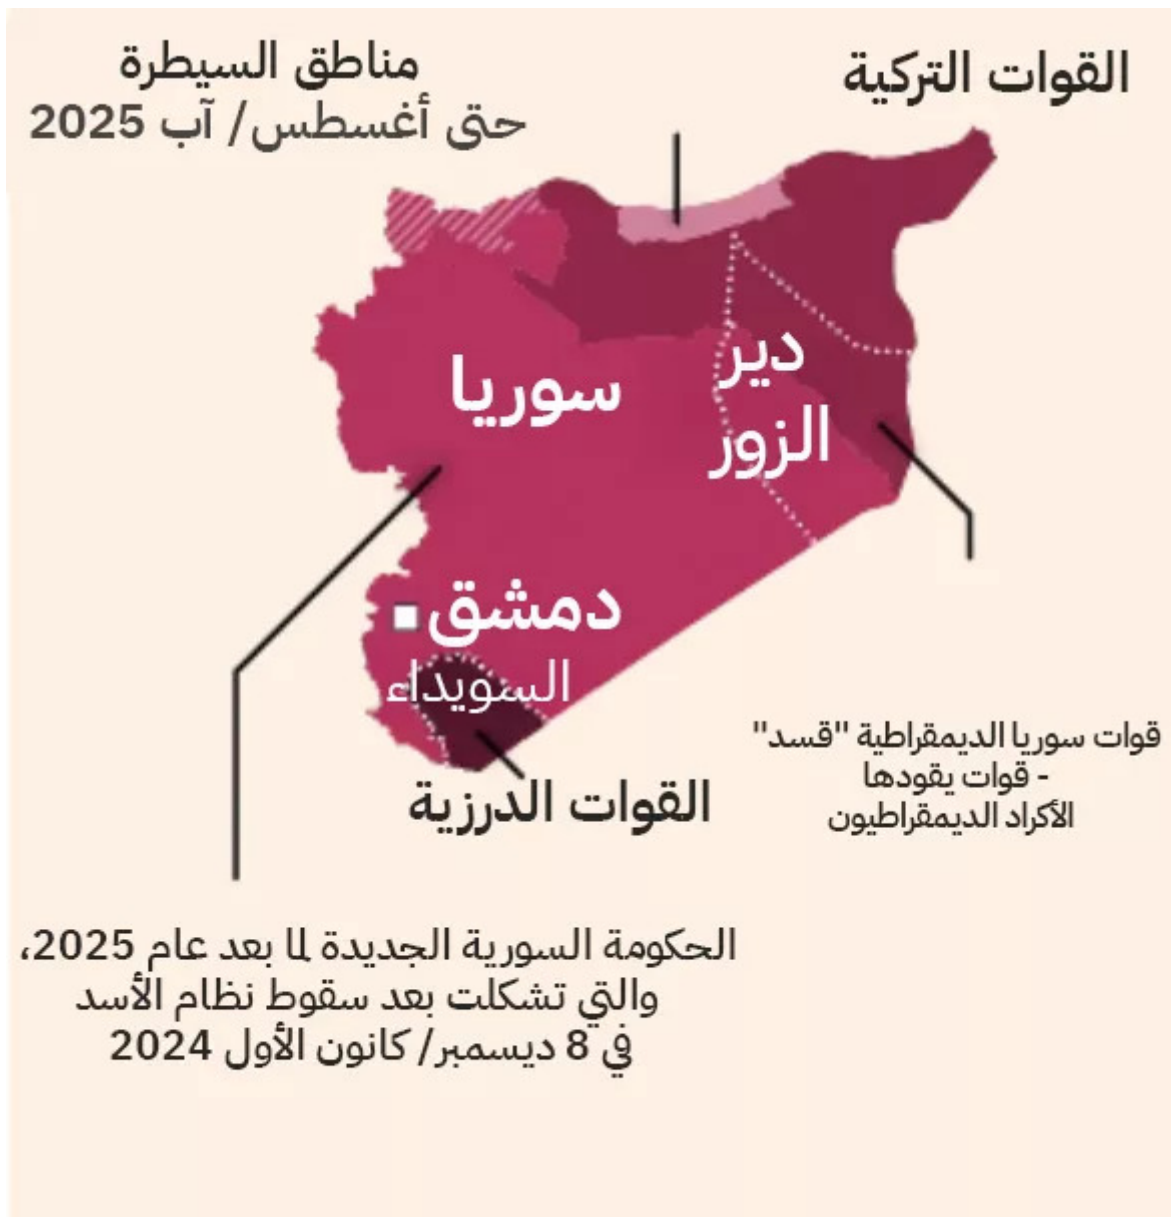 مناطق السيطرة
حتى أغسطس/ آب 2025
القوات التركية
سوريا
دير
الزور
دمشق
السويداء
القوات الدرزية
قوات سوريا الديمقراطية "قسد"
- قوات يقودها
الأكراد الديمقراطيون
الحكومة السورية الجديدة لما بعد عام 2025،
والتي تشكلت بعد سقوط نظام الأسد
في 8 ديسمبر/ كانون الأول 2024